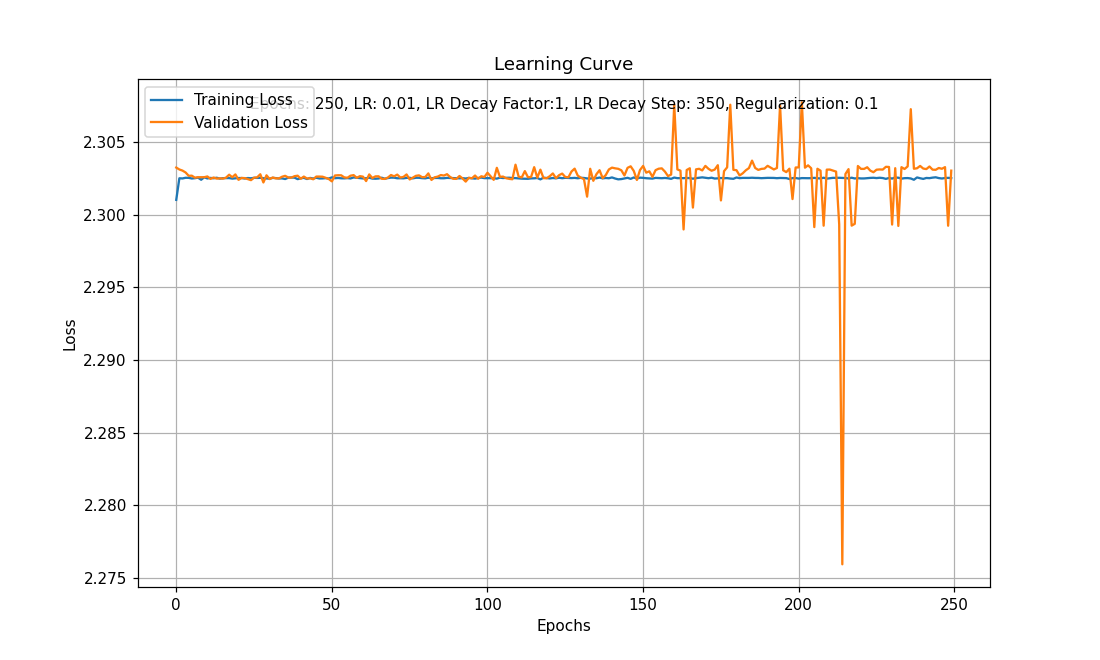 Learning Curve
Epochs: 250, LR: 0.01, LR Decay Factor:1, LR Decay Step: 350, Regularization: 0.1
Training Loss
Validation Loss
Loss
2.305
2.300
2.295
2.290
2.285
2.280
2.275
0
50
100
150
200
250
Epochs